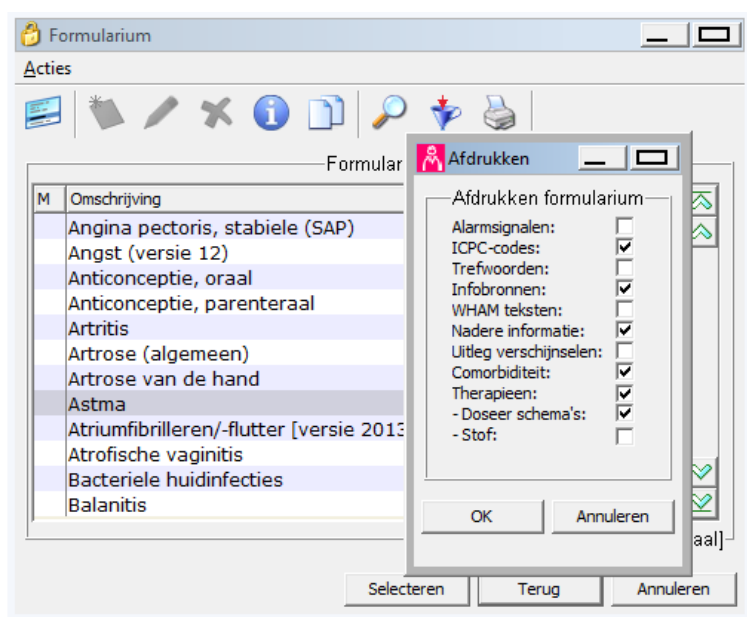 Formularium
Acties
Formular
M Omschrijving
Angina pectoris, stabiele (SAP)
Angst (versie 12)
Anticonceptie, oraal
Anticonceptie, parenteraal
Artritis
Artrose (algemeen)
Artrose van de hand
Astma
Atriumfibrilleren/-flutter [versie 2013
Atrofische vaginitis
Bacteriele huidinfecties
Balanitis
aal]
Selecteren Terug Annuleren
Afdrukken
Afdrukken formularium
Alarmsignalen:
ICPC-codes:
Trefwoorden:
Infobronnen:
WHAM teksten:
Nadere informatie:
Uitleg verschijnselen:
Comorbiditeit:
Therapieen:
- Doseer schema's:
- Stof:
OK Annuleren